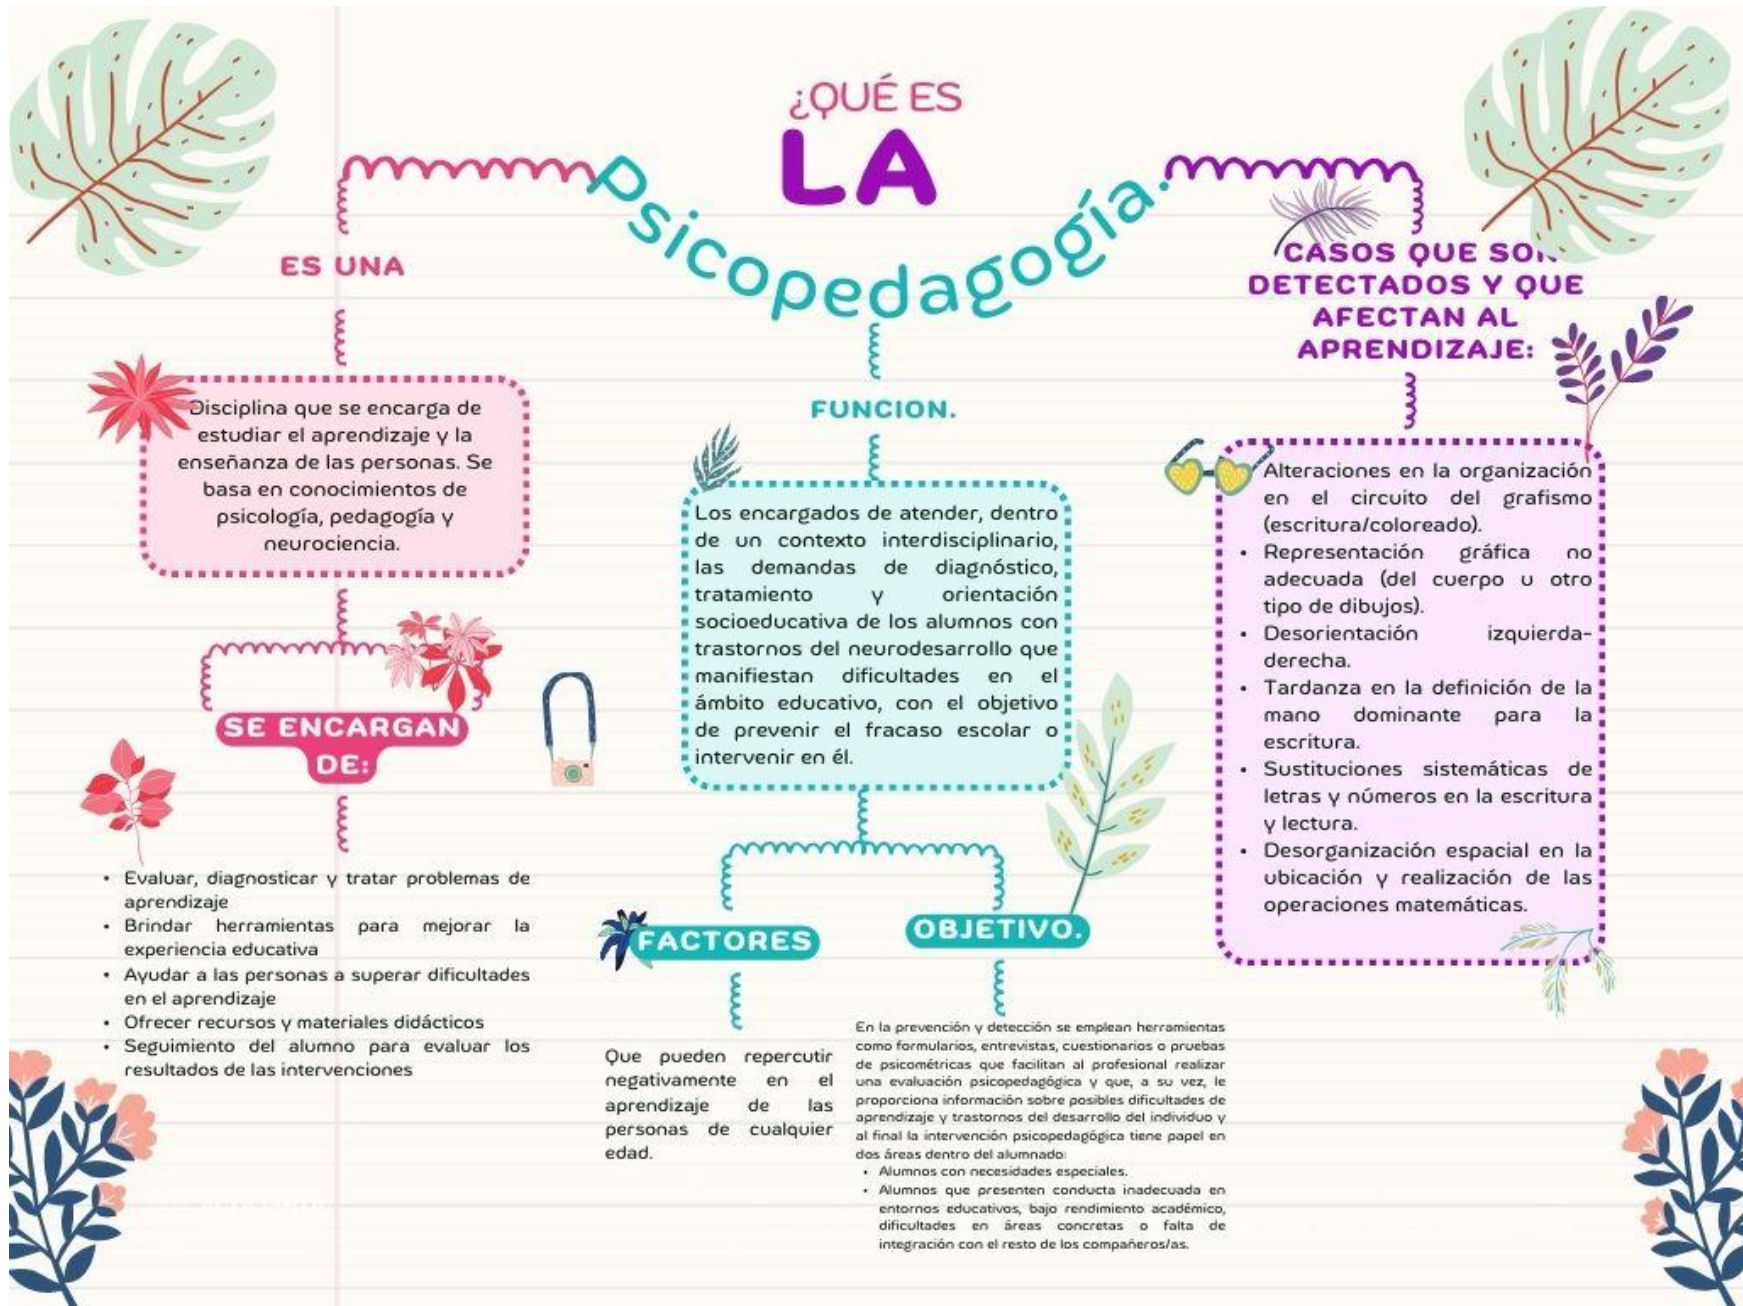 ¿QUÉ ES
LA
Psicopedagogía.
ES UNA
Disciplina que se encarga de
estudiar el aprendizaje y la
enseñanza de las personas. Se
basa en conocimientos de
psicología, pedagogía y
neurociencia.
SE ENCARGAN
DE:
• Evaluar, diagnosticar y tratar problemas de
aprendizaje
• Brindar herramientas para mejorar la
experiencia educativa
• Ayudar a las personas a superar dificultades
en el aprendizaje
• Ofrecer recursos y materiales didácticos
• Seguimiento del alumno para evaluar los
resultados de las intervenciones
FUNCION.
Los encargados de atender, dentro
de un contexto interdisciplinario,
las demandas de diagnóstico,
tratamiento y orientación
socioeducativa de los alumnos con
trastornos del neurodesarrollo que
manifiestan dificultades en el
ámbito educativo, con el objetivo
de prevenir el fracaso escolar o
intervenir en él.
FACTORES
Que pueden repercutir
negativamente en el
aprendizaje de las
personas de cualquier
edad.
OBJETIVO.
En la prevención y detección se emplean herramientas
como formularios, entrevistas, cuestionarios o pruebas
de psicométricas que facilitan al profesional realizar
una evaluación psicopedagógica y que, a su vez, le
proporciona información sobre posibles dificultades de
aprendizaje y trastornos del desarrollo del individuo y
al final la intervención psicopedagógica tiene papel en
dos áreas dentro del alumnado:
• Alumnos con necesidades especiales.
• Alumnos que presenten conducta inadecuada en
entornos educativos, bajo rendimiento académico,
dificultades en áreas concretas o falta de
integración con el resto de los compañeros/as.
CASOS QUE SON
DETECTADOS Y QUE
AFECTAN AL
APRENDIZAJE:
Alteraciones en la organización
en el circuito del grafismo
(escritura/coloreado).
• Representación gráfica no
adecuada (del cuerpo u otro
tipo de dibujos).
• Desorientación izquierda-
derecha.
• Tardanza en la definición de la
mano dominante para la
escritura.
• Sustituciones sistemáticas de
letras y números en la escritura
y lectura.
• Desorganización espacial en la
ubicación y realización de las
operaciones matemáticas.